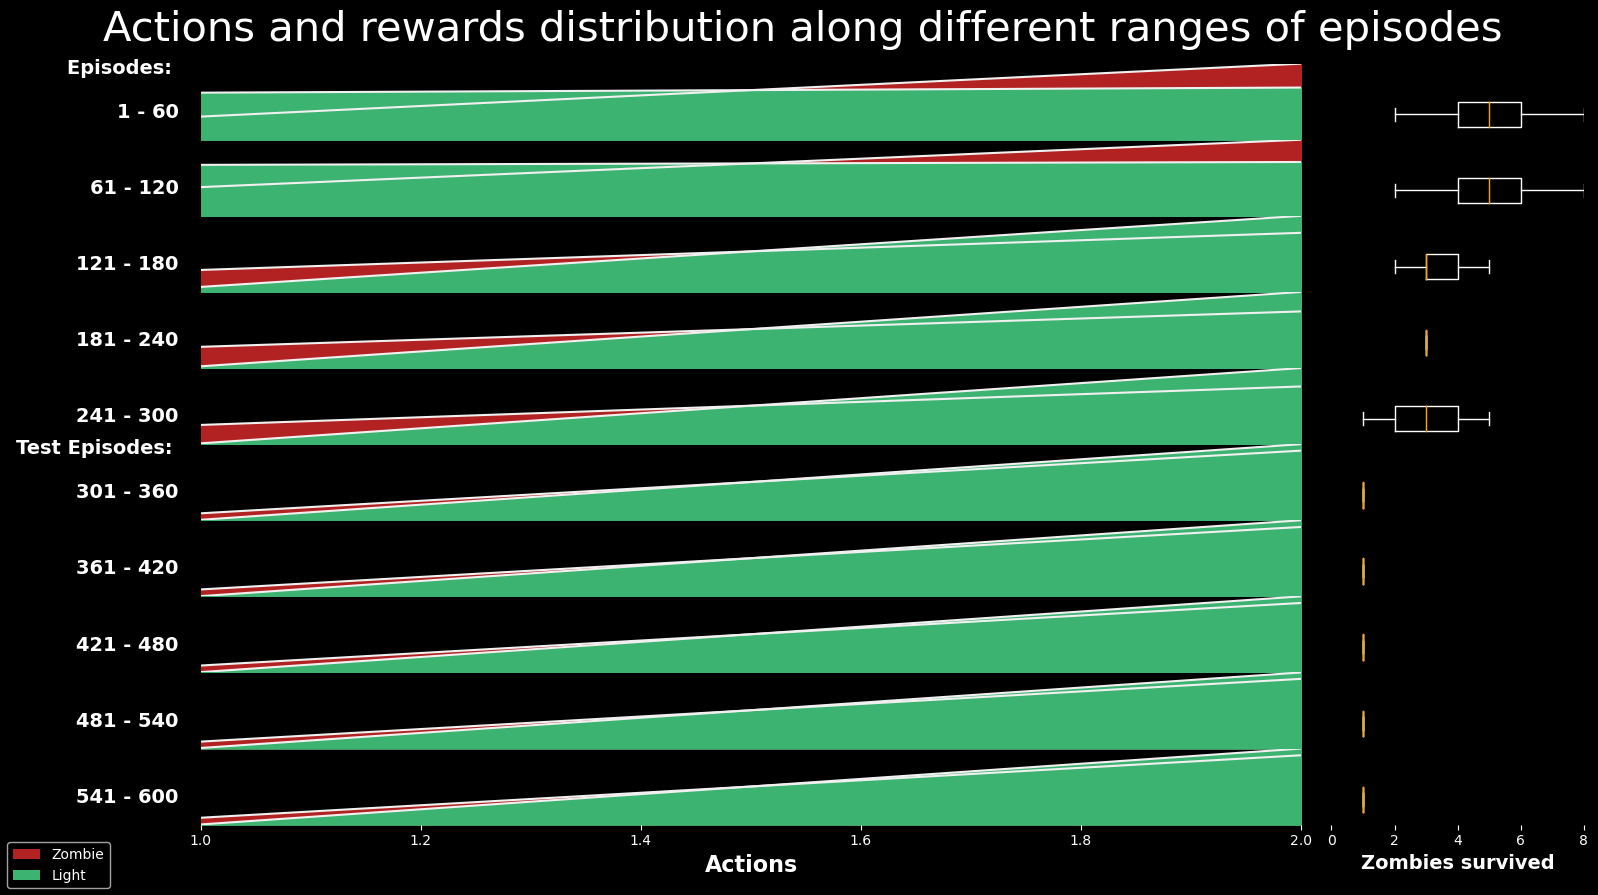 Actions and rewards distribution along different ranges of episodes
Episodes:
1 - 60
61 - 120
121 - 180
181 - 240
241 - 300
Test Episodes:
301 - 360
361 - 420
421 - 480
481 - 540
541 - 600
1.0 1.2 1.4 1.6 1.8 2.0
Actions
0 2 4 6 8
Zombies survived
Zombie
Light